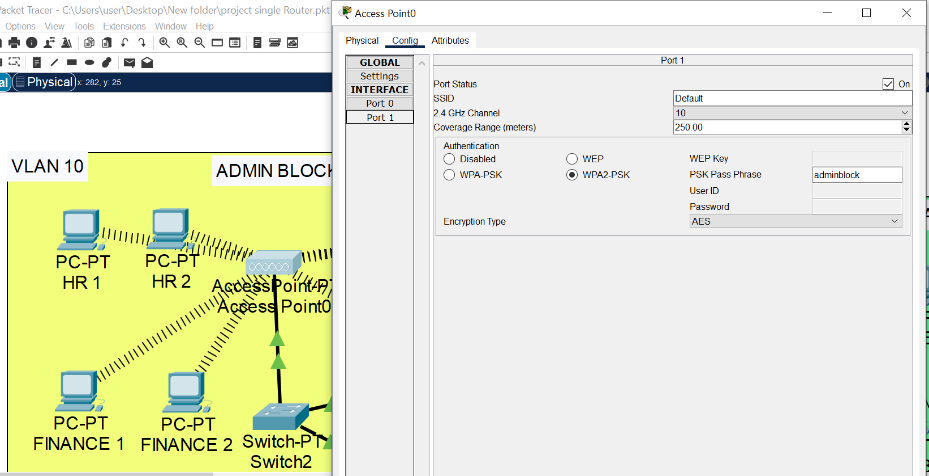 Packet Tracer - C:\Users\user\Desktop\New folder\project single Router.pkt
Options View Tools Extensions Window Help
al Physical x: 282, y: 25
VLAN 10
ADMIN BLOCK
PC-PT
HR 1
PC-PT
HR 2
AccessPoint-PT
Access Point0
PC-PT
FINANCE 1
PC-PT
FINANCE 2
Switch-PT
Switch2
Access Point0
Physical Config Attributes
GLOBAL
Settings
INTERFACE
Port 0
Port 1
Port 1
Port Status On
SSID Default
2.4 GHz Channel 10
Coverage Range (meters) 250.00
Authentication
Disabled WEP WEP Key
WPA-PSK WPA2-PSK PSK Pass Phrase adminblock
User ID
Password
Encryption Type AES